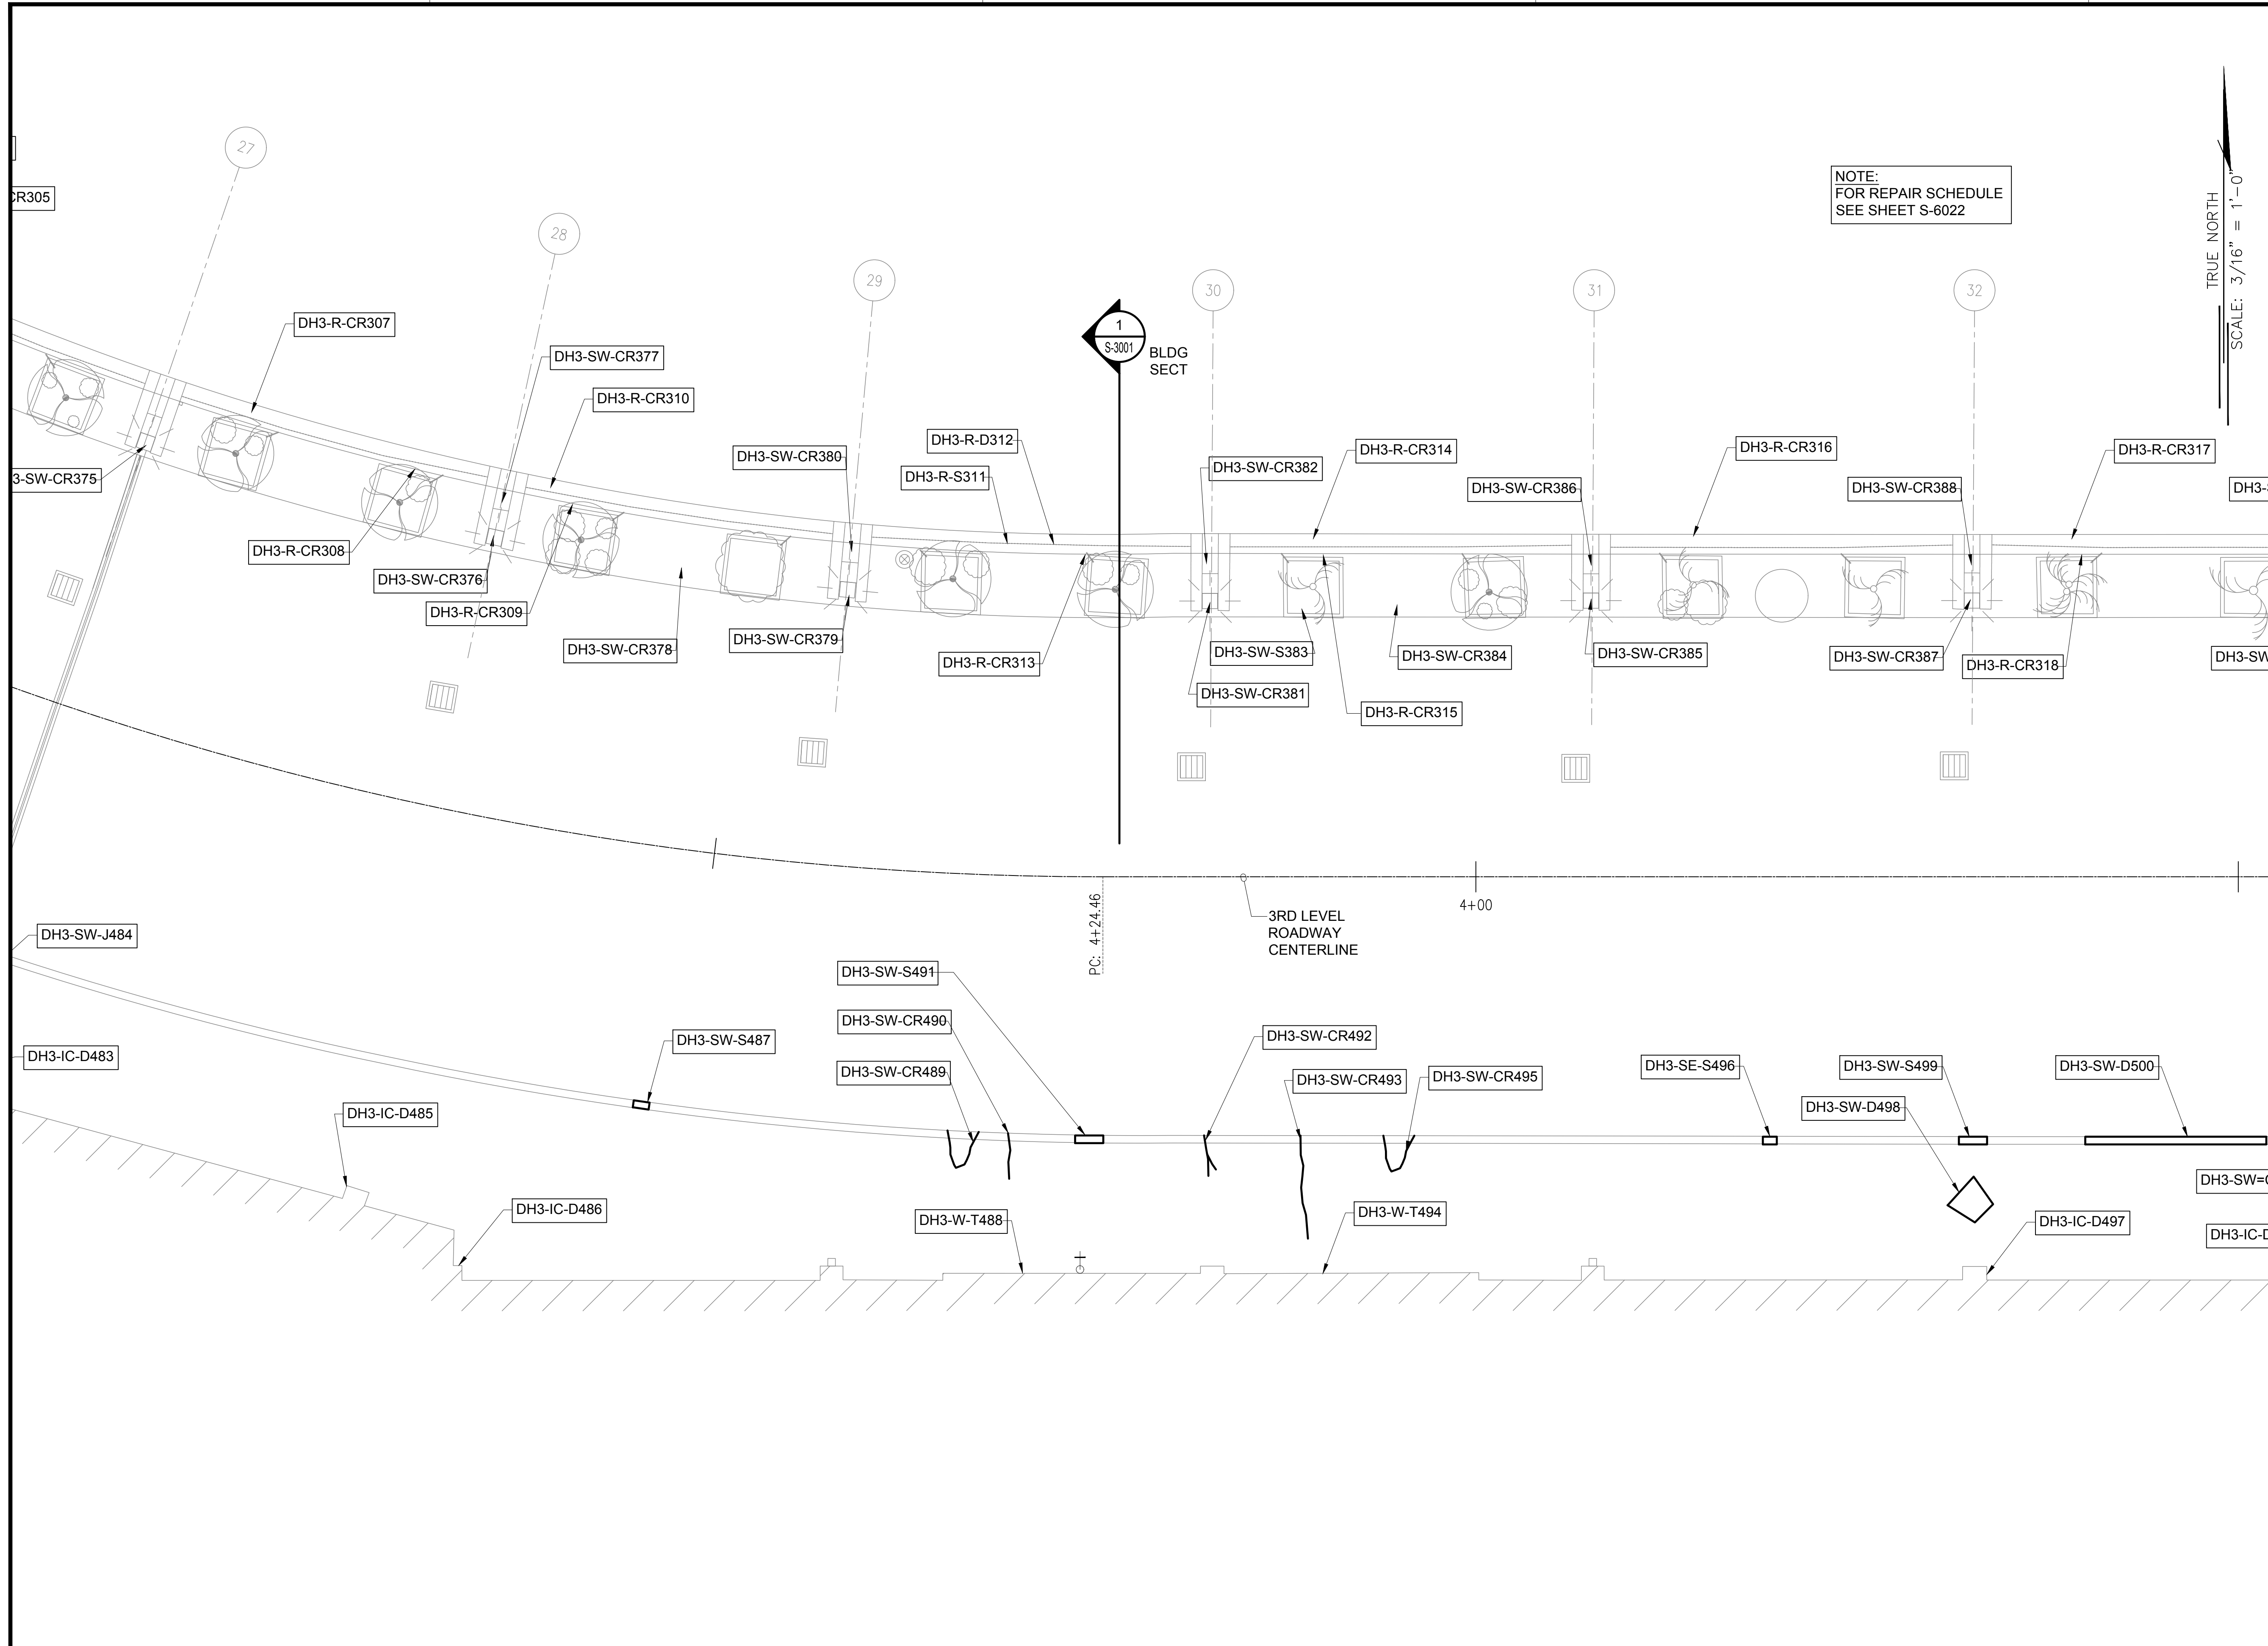 27
28
29
30
31
32
CR305
NOTE:
FOR REPAIR SCHEDULE
SEE SHEET S-6022
TRUE NORTH
SCALE: 3/16" = 1'-0"
DH3-R-CR307
DH3-SW-CR377
DH3-R-CR310
1
S-3001
BLDG
SECT
DH3-R-D312
DH3-SW-CR380
DH3-R-S311
DH3-SW-CR382
DH3-R-CR314
DH3-SW-CR386
DH3-R-CR316
DH3-SW-CR388
DH3-R-CR317
DH3-
3-SW-CR375
DH3-R-CR308
DH3-SW-CR376
DH3-R-CR309
DH3-SW-CR378
DH3-SW-CR379
DH3-R-CR313
DH3-SW-S383
DH3-SW-CR381
DH3-SW-CR384
DH3-R-CR315
DH3-SW-CR385
DH3-SW-CR387
DH3-R-CR318
DH3-SW
PC: 4+24.46
3RD LEVEL
ROADWAY
CENTERLINE
4+00
DH3-SW-J484
DH3-IC-D483
DH3-SW-S491
DH3-SW-CR490
DH3-SW-S487
DH3-SW-CR489
DH3-SW-CR492
DH3-SW-CR493
DH3-SW-CR495
DH3-SE-S496
DH3-SW-S499
DH3-SW-D500
DH3-SW-D498
DH3-IC-D485
DH3-IC-D486
DH3-W-T488
DH3-W-T494
DH3-IC-D497
DH3-SW=
DH3-IC-